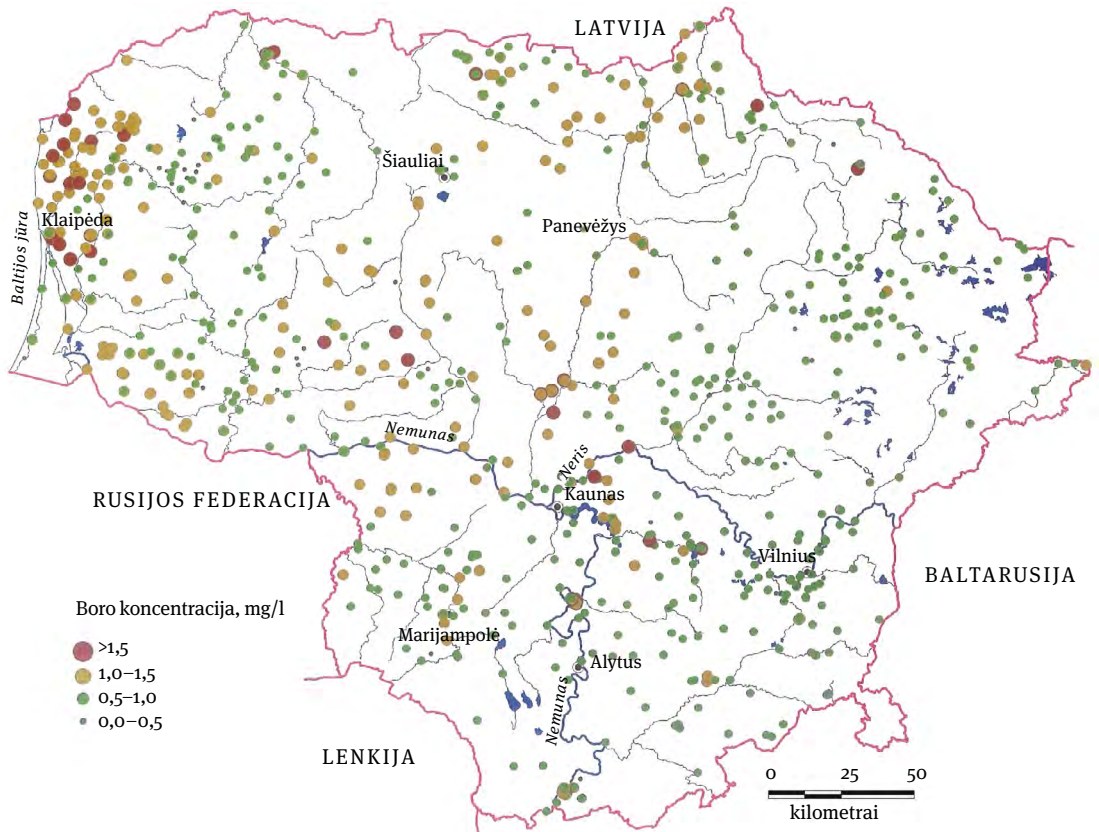 LATVIJA
Šiauliai
Klaipėda
Panevėžys
Baltijos jūra
Nemunas
Neris
RUSIJOS FEDERACIJA
Kaunas
Vilnius
BALTARUSIJA
Boro koncentracija, mg/l
>1,5
1,0–1,5
0,5–1,0
0,0–0,5
Marijampolė
Alytus
Nemunas
LENKIJA
0 25 50
kilometrai